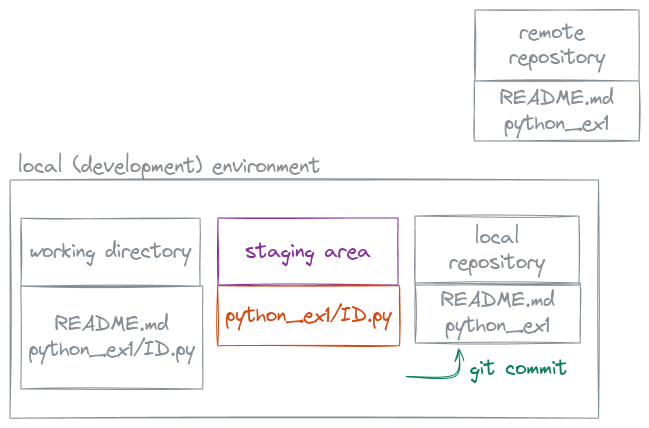 remote
repository
README.md
python_ex1
local (development) environment
working directory
README.md
python_ex1/ID.py
staging area
python_ex1/ID.py
local
repository
README.md
python_ex1
git commit